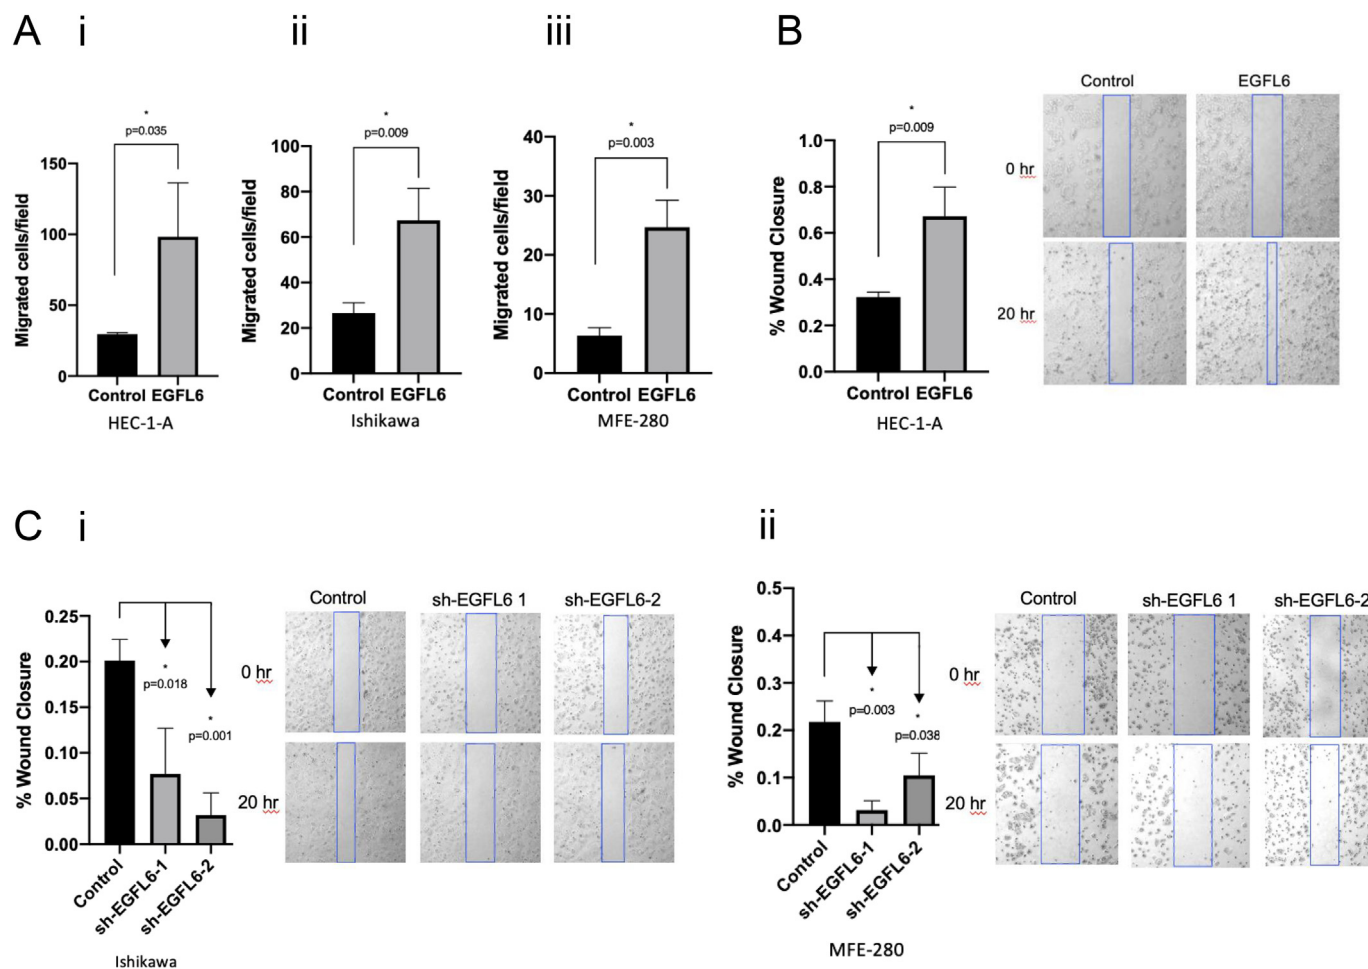 A i ii iii B
*
p=0.035
Migrated cells/field
150
100
50
0
Control EGFL6
HEC-1-A
*
p=0.009
Migrated cells/field
100
80
60
40
20
0
Control EGFL6
Ishikawa
*
p=0.003
Migrated cells/field
40
30
20
10
0
Control EGFL6
MFE-280
*
p=0.009
% Wound Closure
1.0
0.8
0.6
0.4
0.2
0.0
Control EGFL6
HEC-1-A
Control EGFL6
0 hr
20 hr
C i ii
% Wound Closure
0.25
0.20
0.15
0.10
0.05
0.00
*
p=0.018
*
p=0.001
Control
sh-EGFL6-1
sh-EGFL6-2
Ishikawa
Control sh-EGFL6 1 sh-EGFL6-2
0 hr
20 hr
% Wound Closure
0.5
0.4
0.3
0.2
0.1
0.0
*
p=0.003
*
p=0.038
Control
sh-EGFL6-1
sh-EGFL6-2
MFE-280
Control sh-EGFL6 1 sh-EGFL6-2
0 hr
20 hr